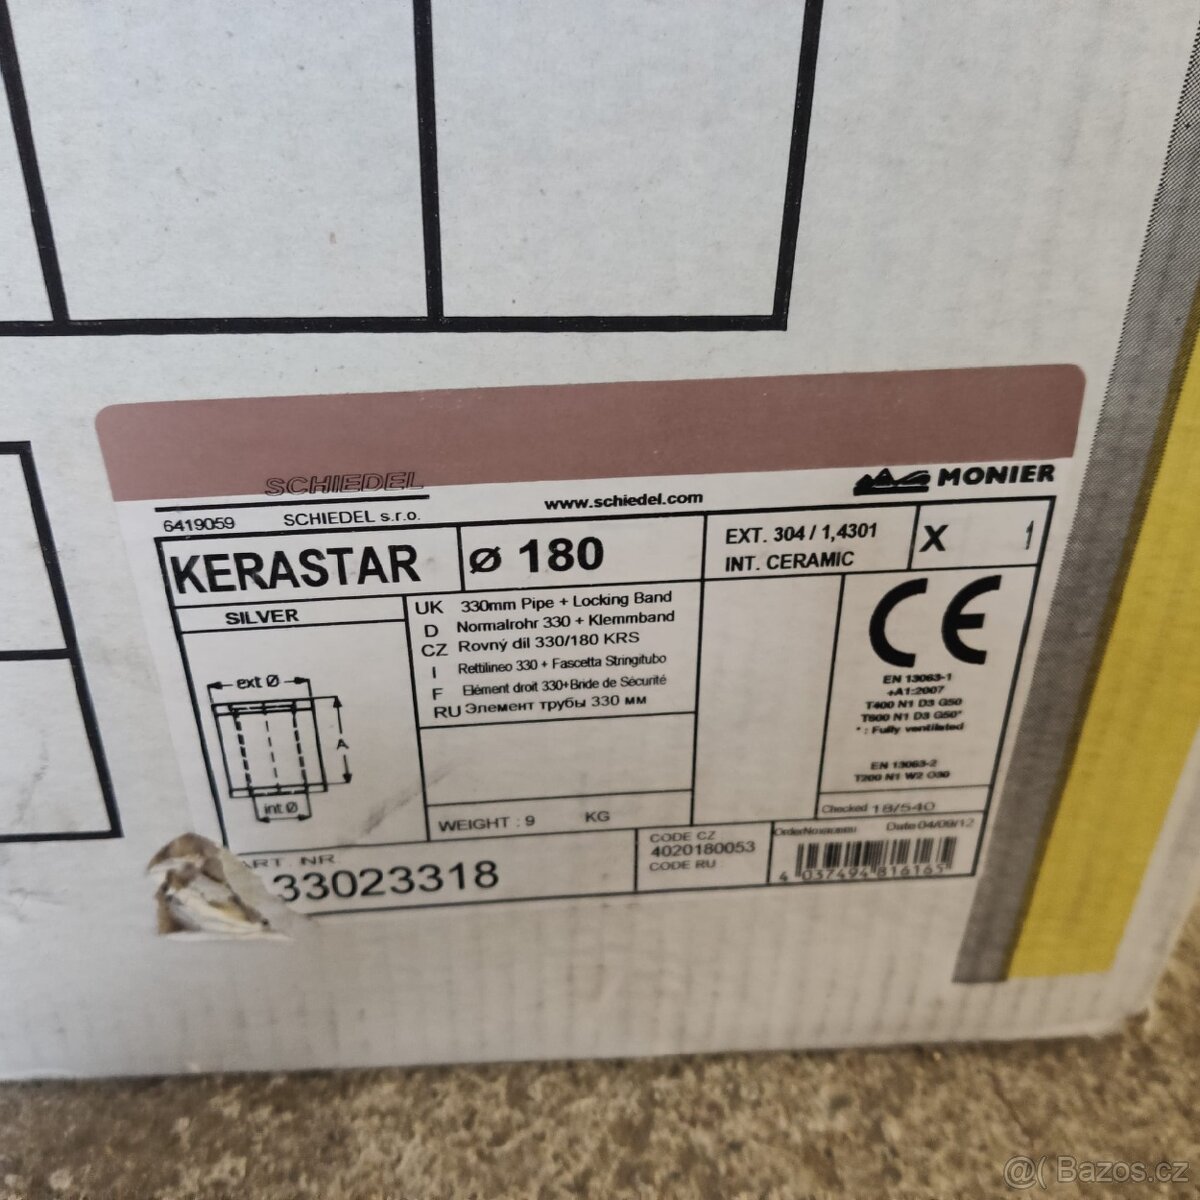 SCHIEDEL
MONIER
6419059 SCHIEDEL s.r.o. www.schiedel.com
KERASTAR
Ø 180
EXT. 304 / 1,4301
INT. CERAMIC
X 1
SILVER
UK 330mm Pipe + Locking Band
D Normalrohr 330 + Klemmband
CZ Rovný díl 330/180 KRS
I Rettilineo 330 + Fascetta Stringitubo
F Elément droit 330+Bride de Sécurité
RU Элемент трубы 330 мм
ext Ø
A
int Ø
CE
EN 13063-1
+A1:2007
T400 N1 D3 G50
T600 N1 D3 G50*
* : Fully ventilated
EN 13063-2
T200 N1 W2 O30
Checked 18/540
WEIGHT : 9 KG
ART. NR.
33023318
CODE CZ
4020180053
CODE RU :
Date 04/09/12
4 037494 816165
@( Bazos.cz